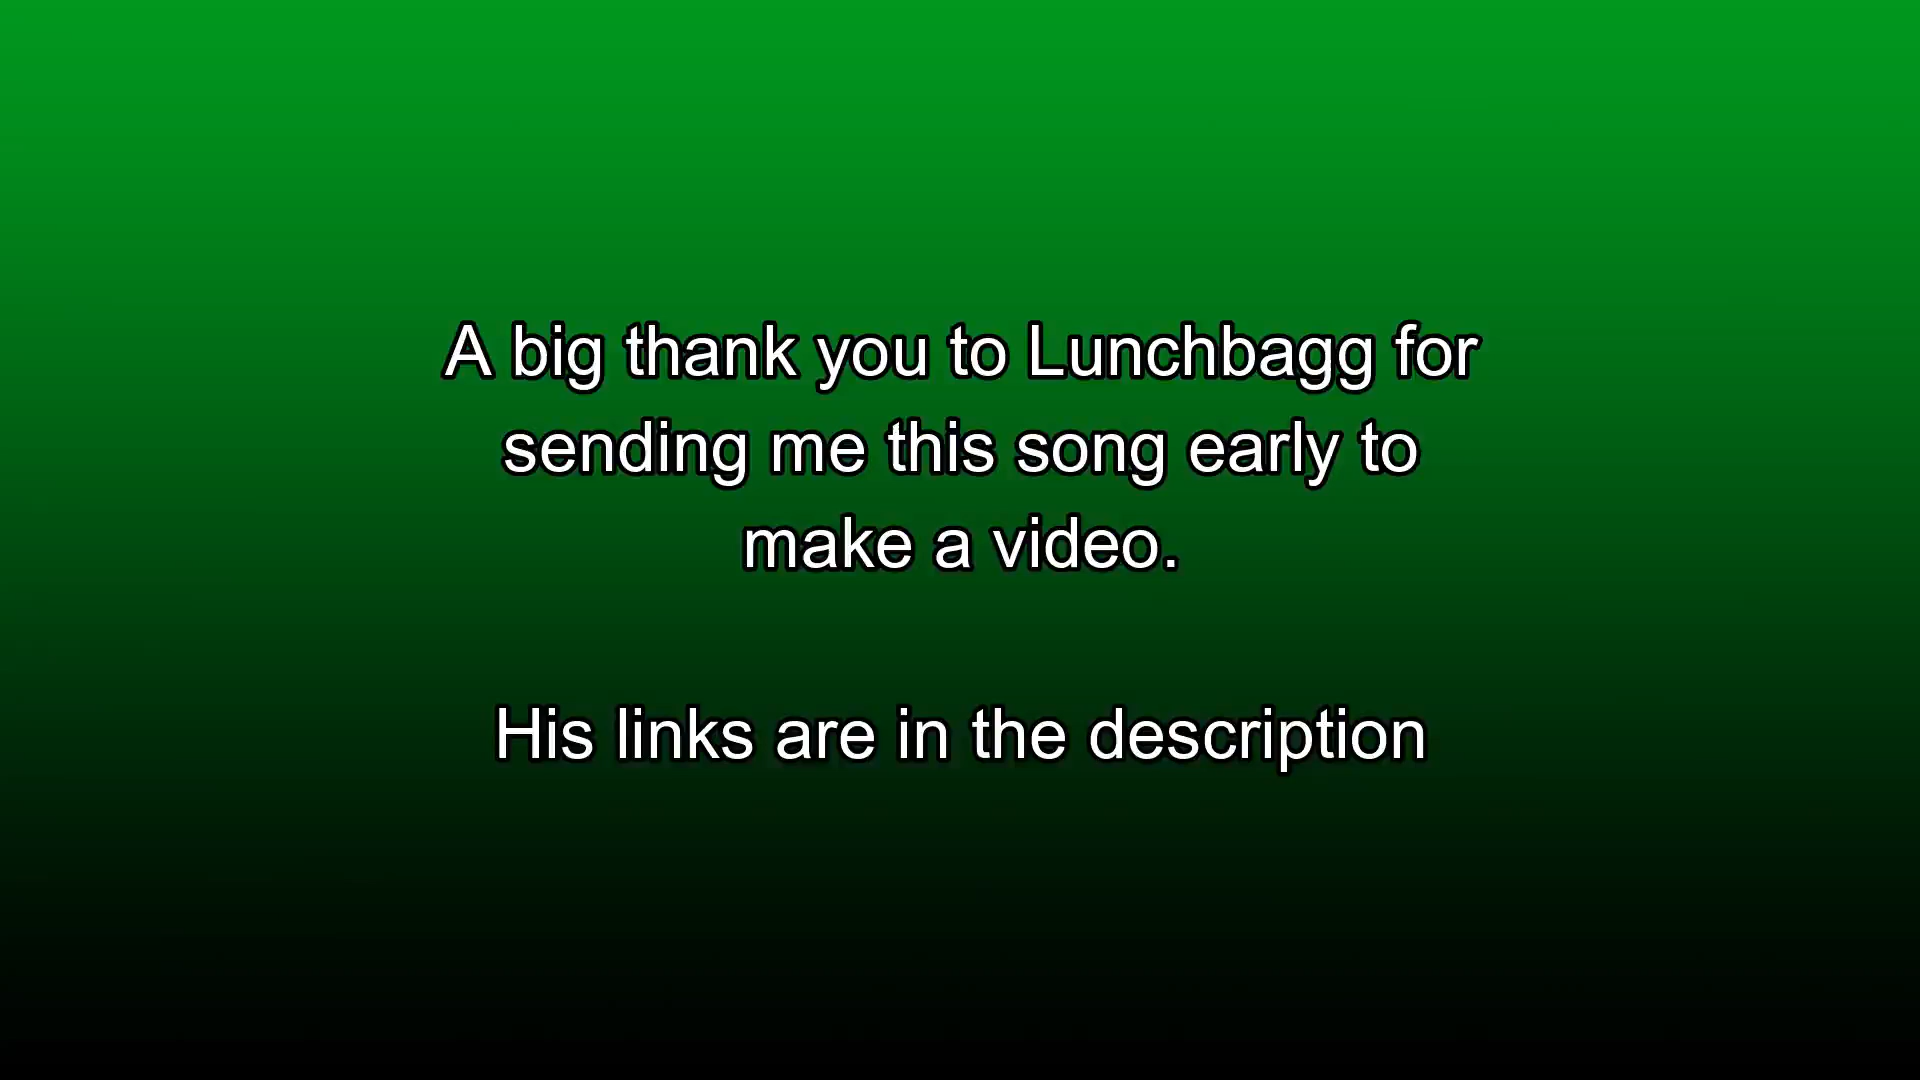 A big thank you to Lunchbagg for
sending me this song early to
make a video.
His links are in the description